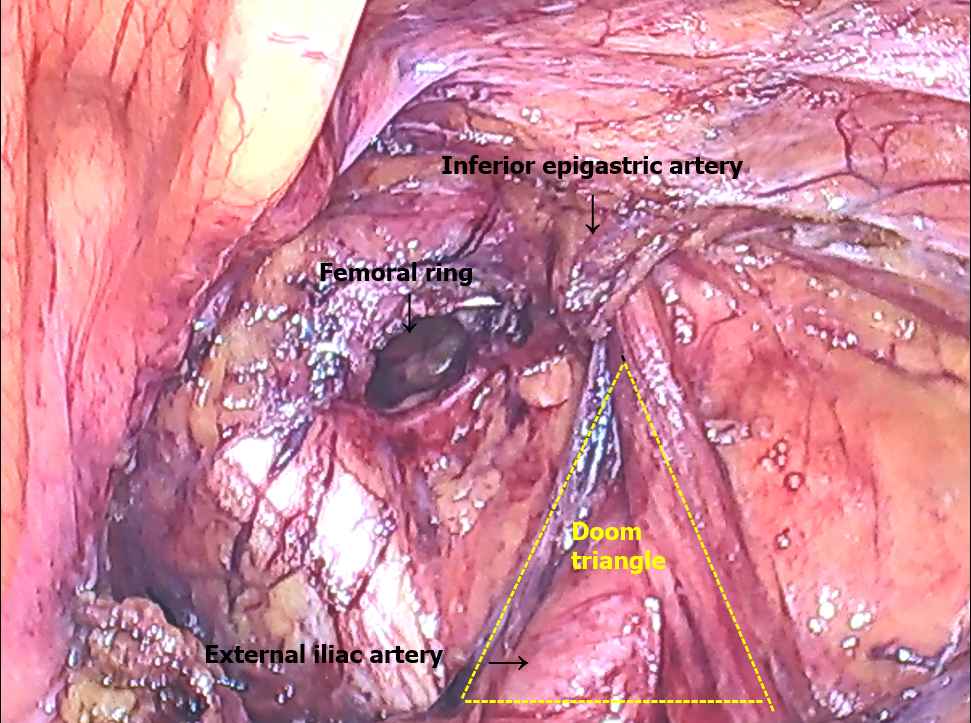 Inferior epigastric artery
Femoral ring
Doom
triangle
External iliac artery